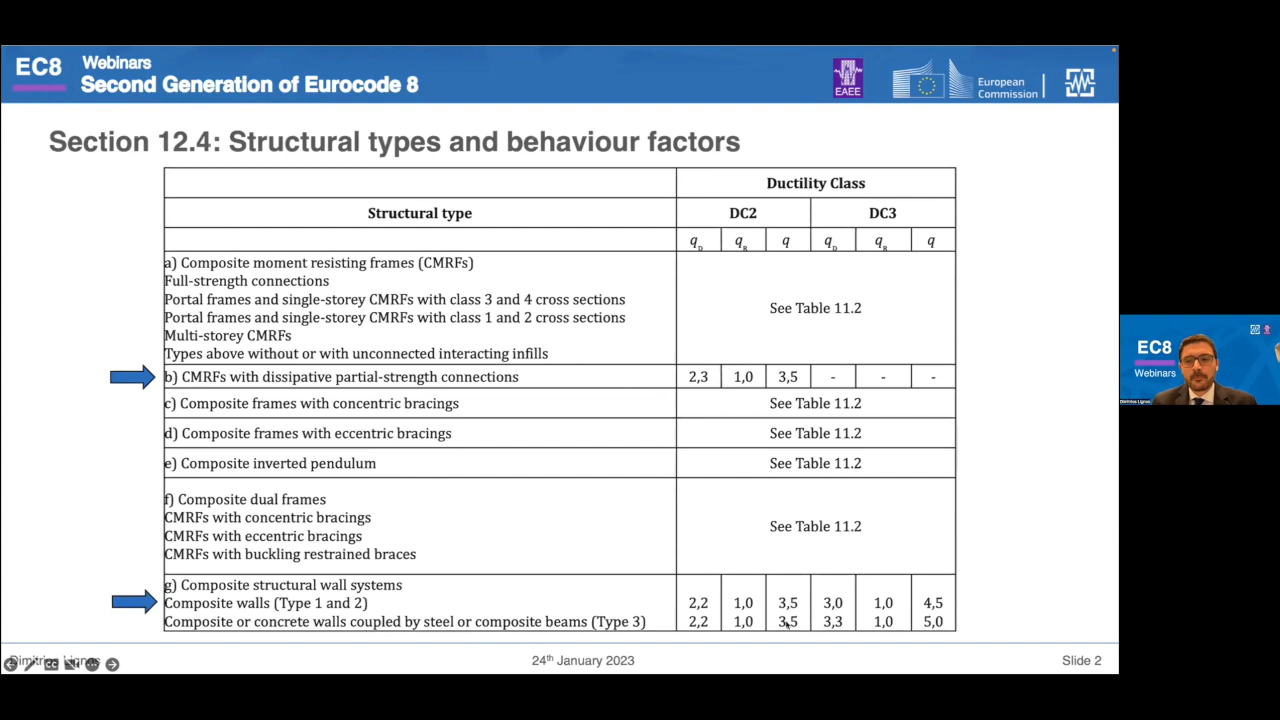 EC8
Webinars
Second Generation of Eurocode 8
EAEE
European
Commission
Section 12.4: Structural types and behaviour factors
Ductility Class
Structural type DC2 DC3
qD qR q qD qR q
a) Composite moment resisting frames (CMRFs)
Full-strength connections
Portal frames and single-storey CMRFs with class 3 and 4 cross sections
See Table 11.2
Portal frames and single-storey CMRFs with class 1 and 2 cross sections
Multi-storey CMRFs
Types above without or with unconnected interacting infills
b) CMRFs with dissipative partial-strength connections 2,3 1,0 3,5 - - -
c) Composite frames with concentric bracings See Table 11.2
d) Composite frames with eccentric bracings See Table 11.2
e) Composite inverted pendulum See Table 11.2
f) Composite dual frames
CMRFs with concentric bracings
See Table 11.2
CMRFs with eccentric bracings
CMRFs with buckling restrained braces
g) Composite structural wall systems
Composite walls (Type 1 and 2) 2,2 1,0 3,5 3,0 1,0 4,5
Composite or concrete walls coupled by steel or composite beams (Type 3) 2,2 1,0 3,5 3,3 1,0 5,0
Dimitrios Lignos
24th January 2023
Slide 2
EC8
Webinars
Dimitrios Lignos